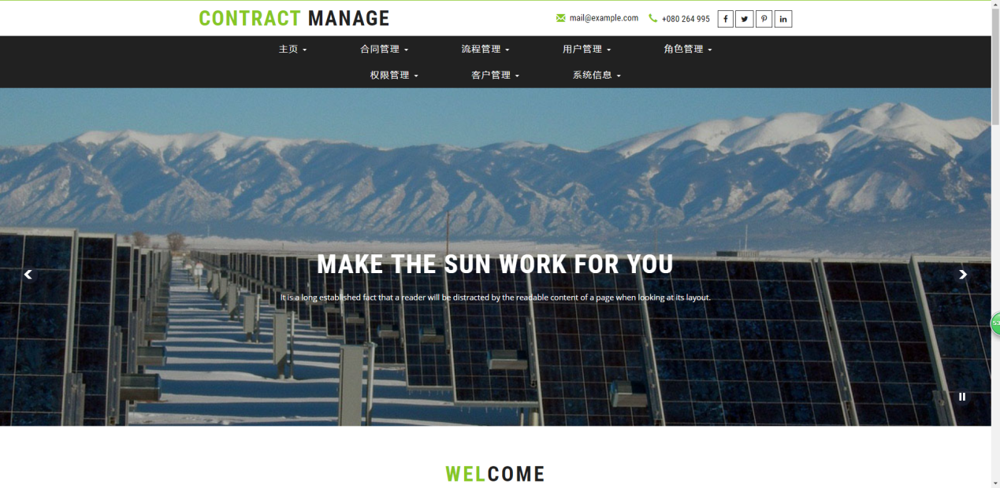 CONTRACT MANAGE
mail@example.com +080 264 995
主页 合同管理 流程管理 用户管理 角色管理
权限管理 客户管理 系统信息
MAKE THE SUN WORK FOR YOU
It is a long established fact that a reader will be distracted by the readable content of a page when looking at its layout.
WELCOME